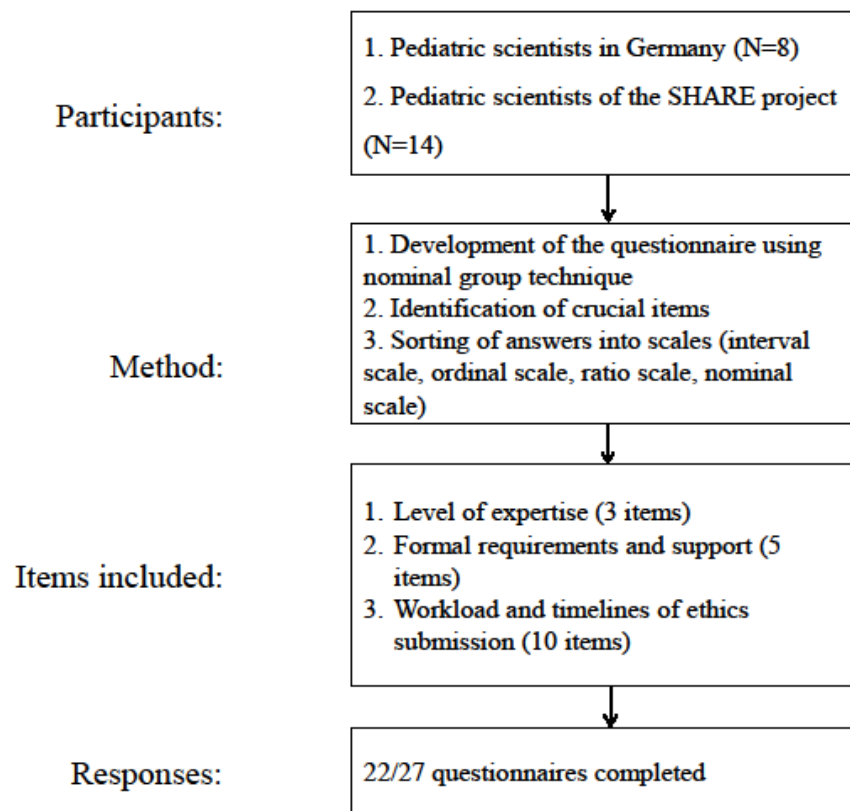 Participants:
1. Pediatric scientists in Germany (N=8)
2. Pediatric scientists of the SHARE project
(N=14)
Method:
1. Development of the questionnaire using
nominal group technique
2. Identification of crucial items
3. Sorting of answers into scales (interval
scale, ordinal scale, ratio scale, nominal
scale)
Items included:
1. Level of expertise (3 items)
2. Formal requirements and support (5
items)
3. Workload and timelines of ethics
submission (10 items)
Responses:
22/27 questionnaires completed